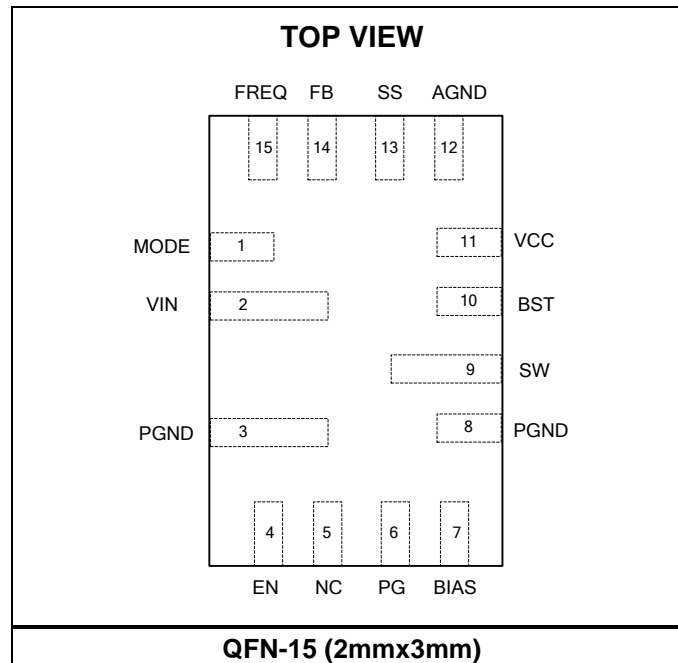 TOP VIEW
FREQ FB SS AGND
15 14 13 12
MODE 1 11 VCC
VIN 2 10 BST
9 SW
PGND 3 8 PGND
4 5 6 7
EN NC PG BIAS
QFN-15 (2mmx3mm)